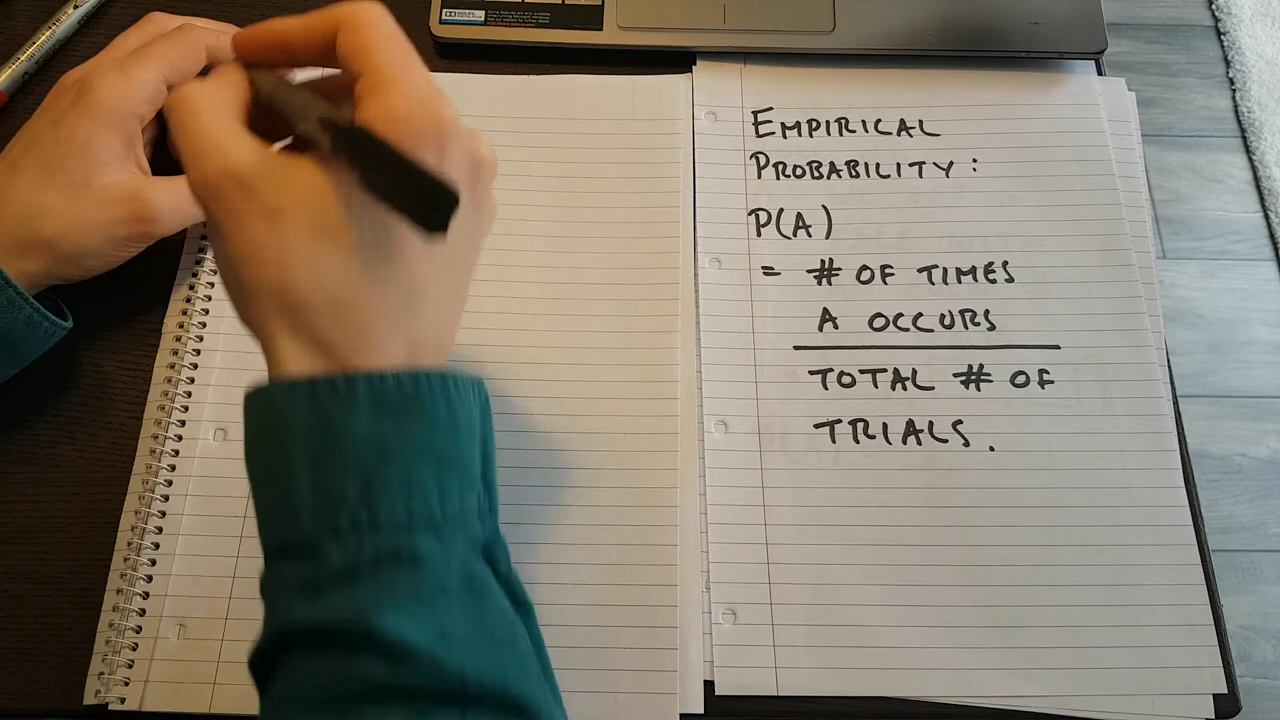 EMPIRICAL
PROBABILITY:
P(A)
= # OF TIMES
A OCCURS
TOTAL # OF
TRIALS.